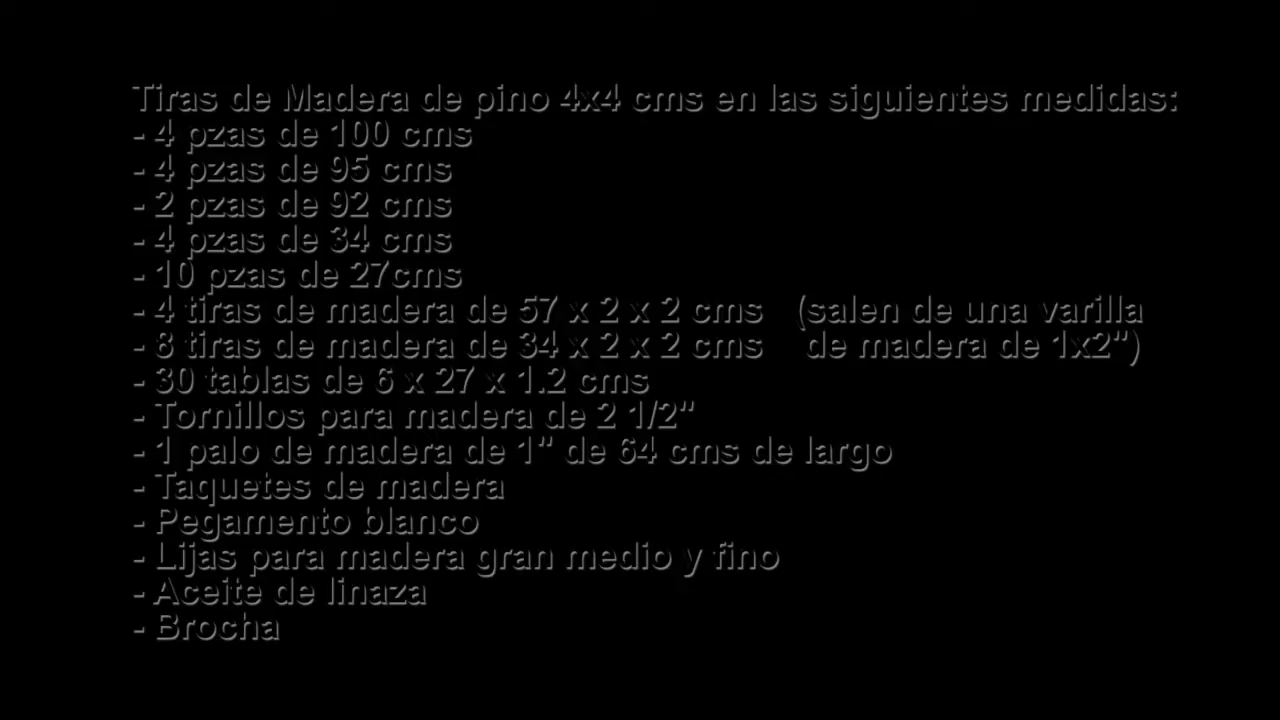 Tiras de Madera de pino 4x4 cms en las siguientes medidas:
- 4 pzas de 100 cms
- 4 pzas de 95 cms
- 2 pzas de 92 cms
- 4 pzas de 34 cms
- 10 pzas de 27cms
- 4 tiras de madera de 57 x 2 x 2 cms (salen de una varilla
- 8 tiras de madera de 34 x 2 x 2 cms de madera de 1x2")
- 30 tablas de 6 x 27 x 1.2 cms
- Tornillos para madera de 2 1/2"
- 1 palo de madera de 1" de 64 cms de largo
- Taquetes de madera
- Pegamento blanco
- Lijas para madera gran medio y fino
- Aceite de linaza
- Brocha